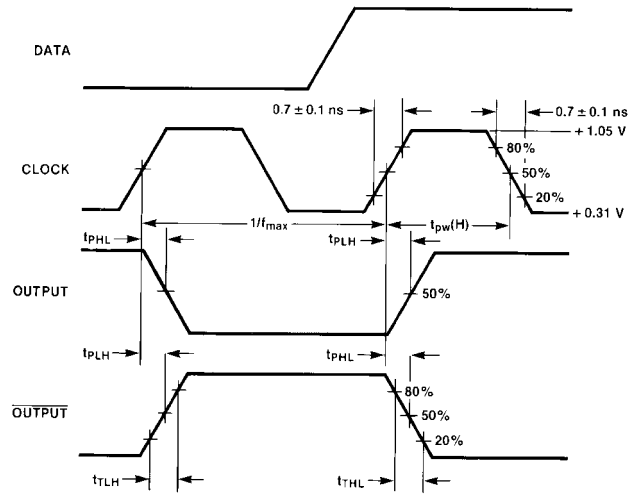 DATA
0.7 ± 0.1 ns
0.7 ± 0.1 ns
+ 1.05 V
CLOCK
80%
50%
20%
+ 0.31 V
1/fmax
tpw(H)
tPHL
tPLH
OUTPUT
50%
tPLH
tPHL
OUTPUT
80%
50%
20%
tTLH
tTHL